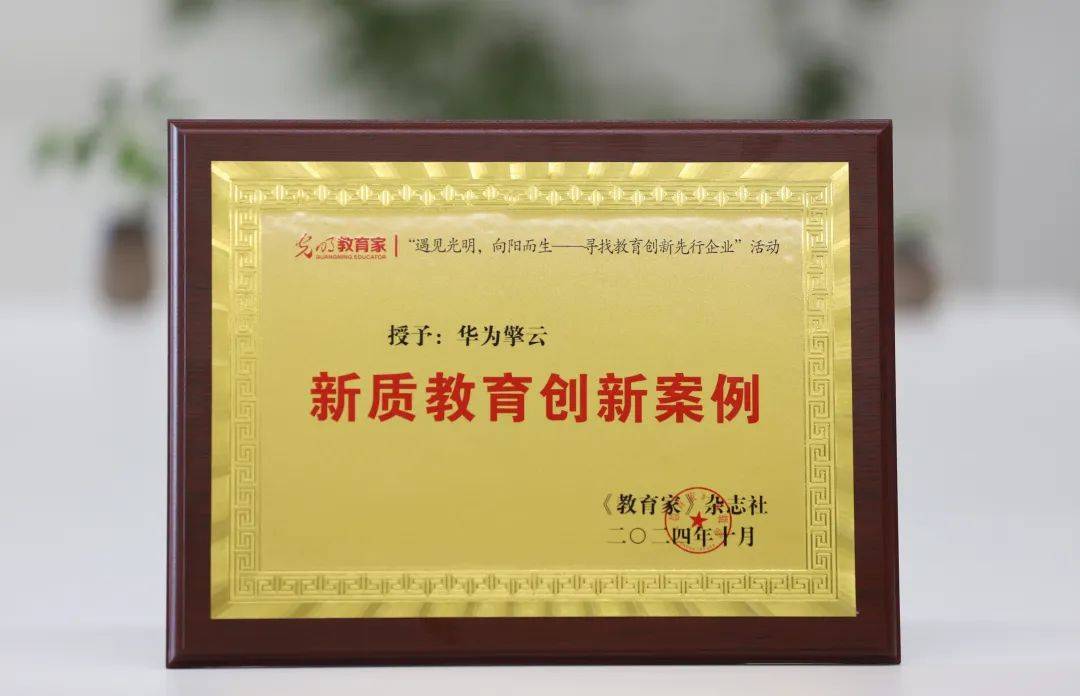 光明教育家 “遇见光明，向阳而生——寻找教育创新先行企业”活动
GUANGMING EDUCATOR
授予：华为擎云
新质教育创新案例
《教育家》杂志社
二〇二四年十月